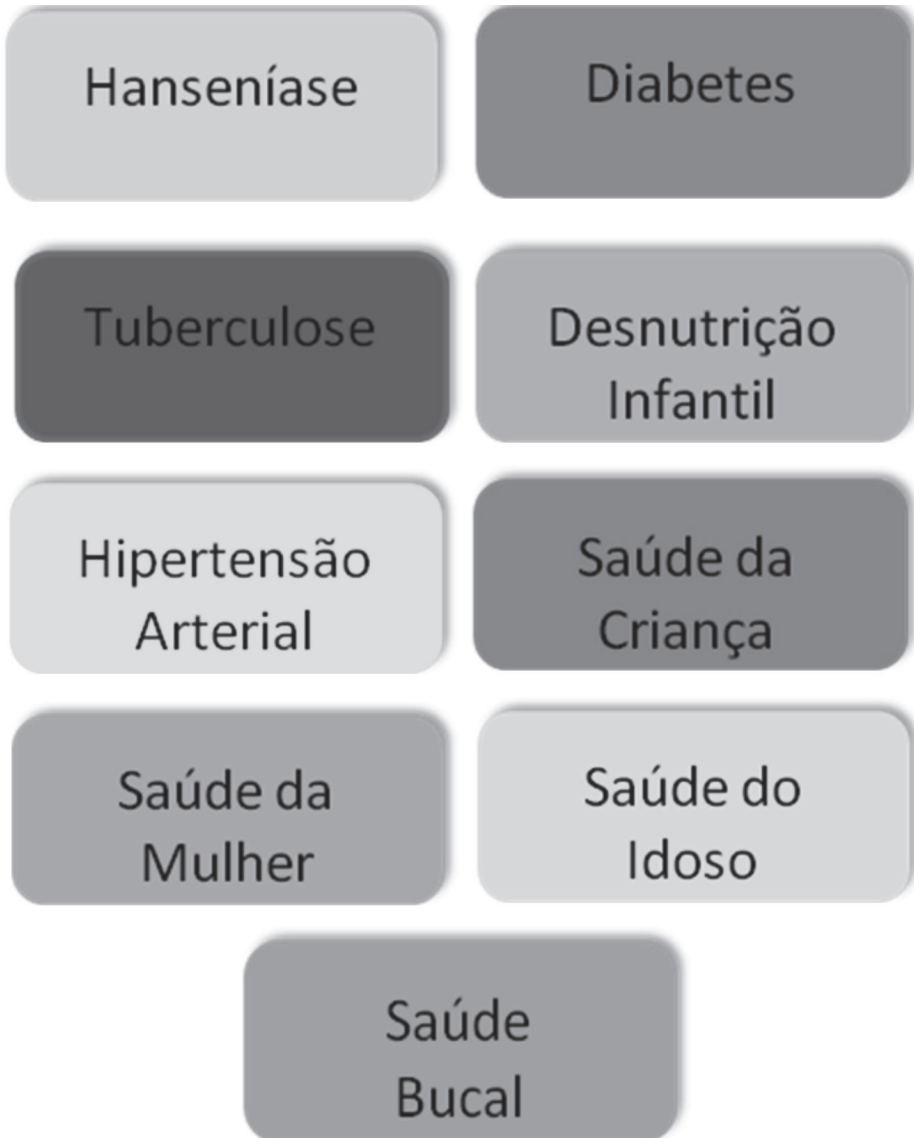 Hanseníase
Diabetes
Tuberculose
Desnutrição
Infantil
Hipertensão
Arterial
Saúde da
Criança
Saúde da
Mulher
Saúde do
Idoso
Saúde
Bucal